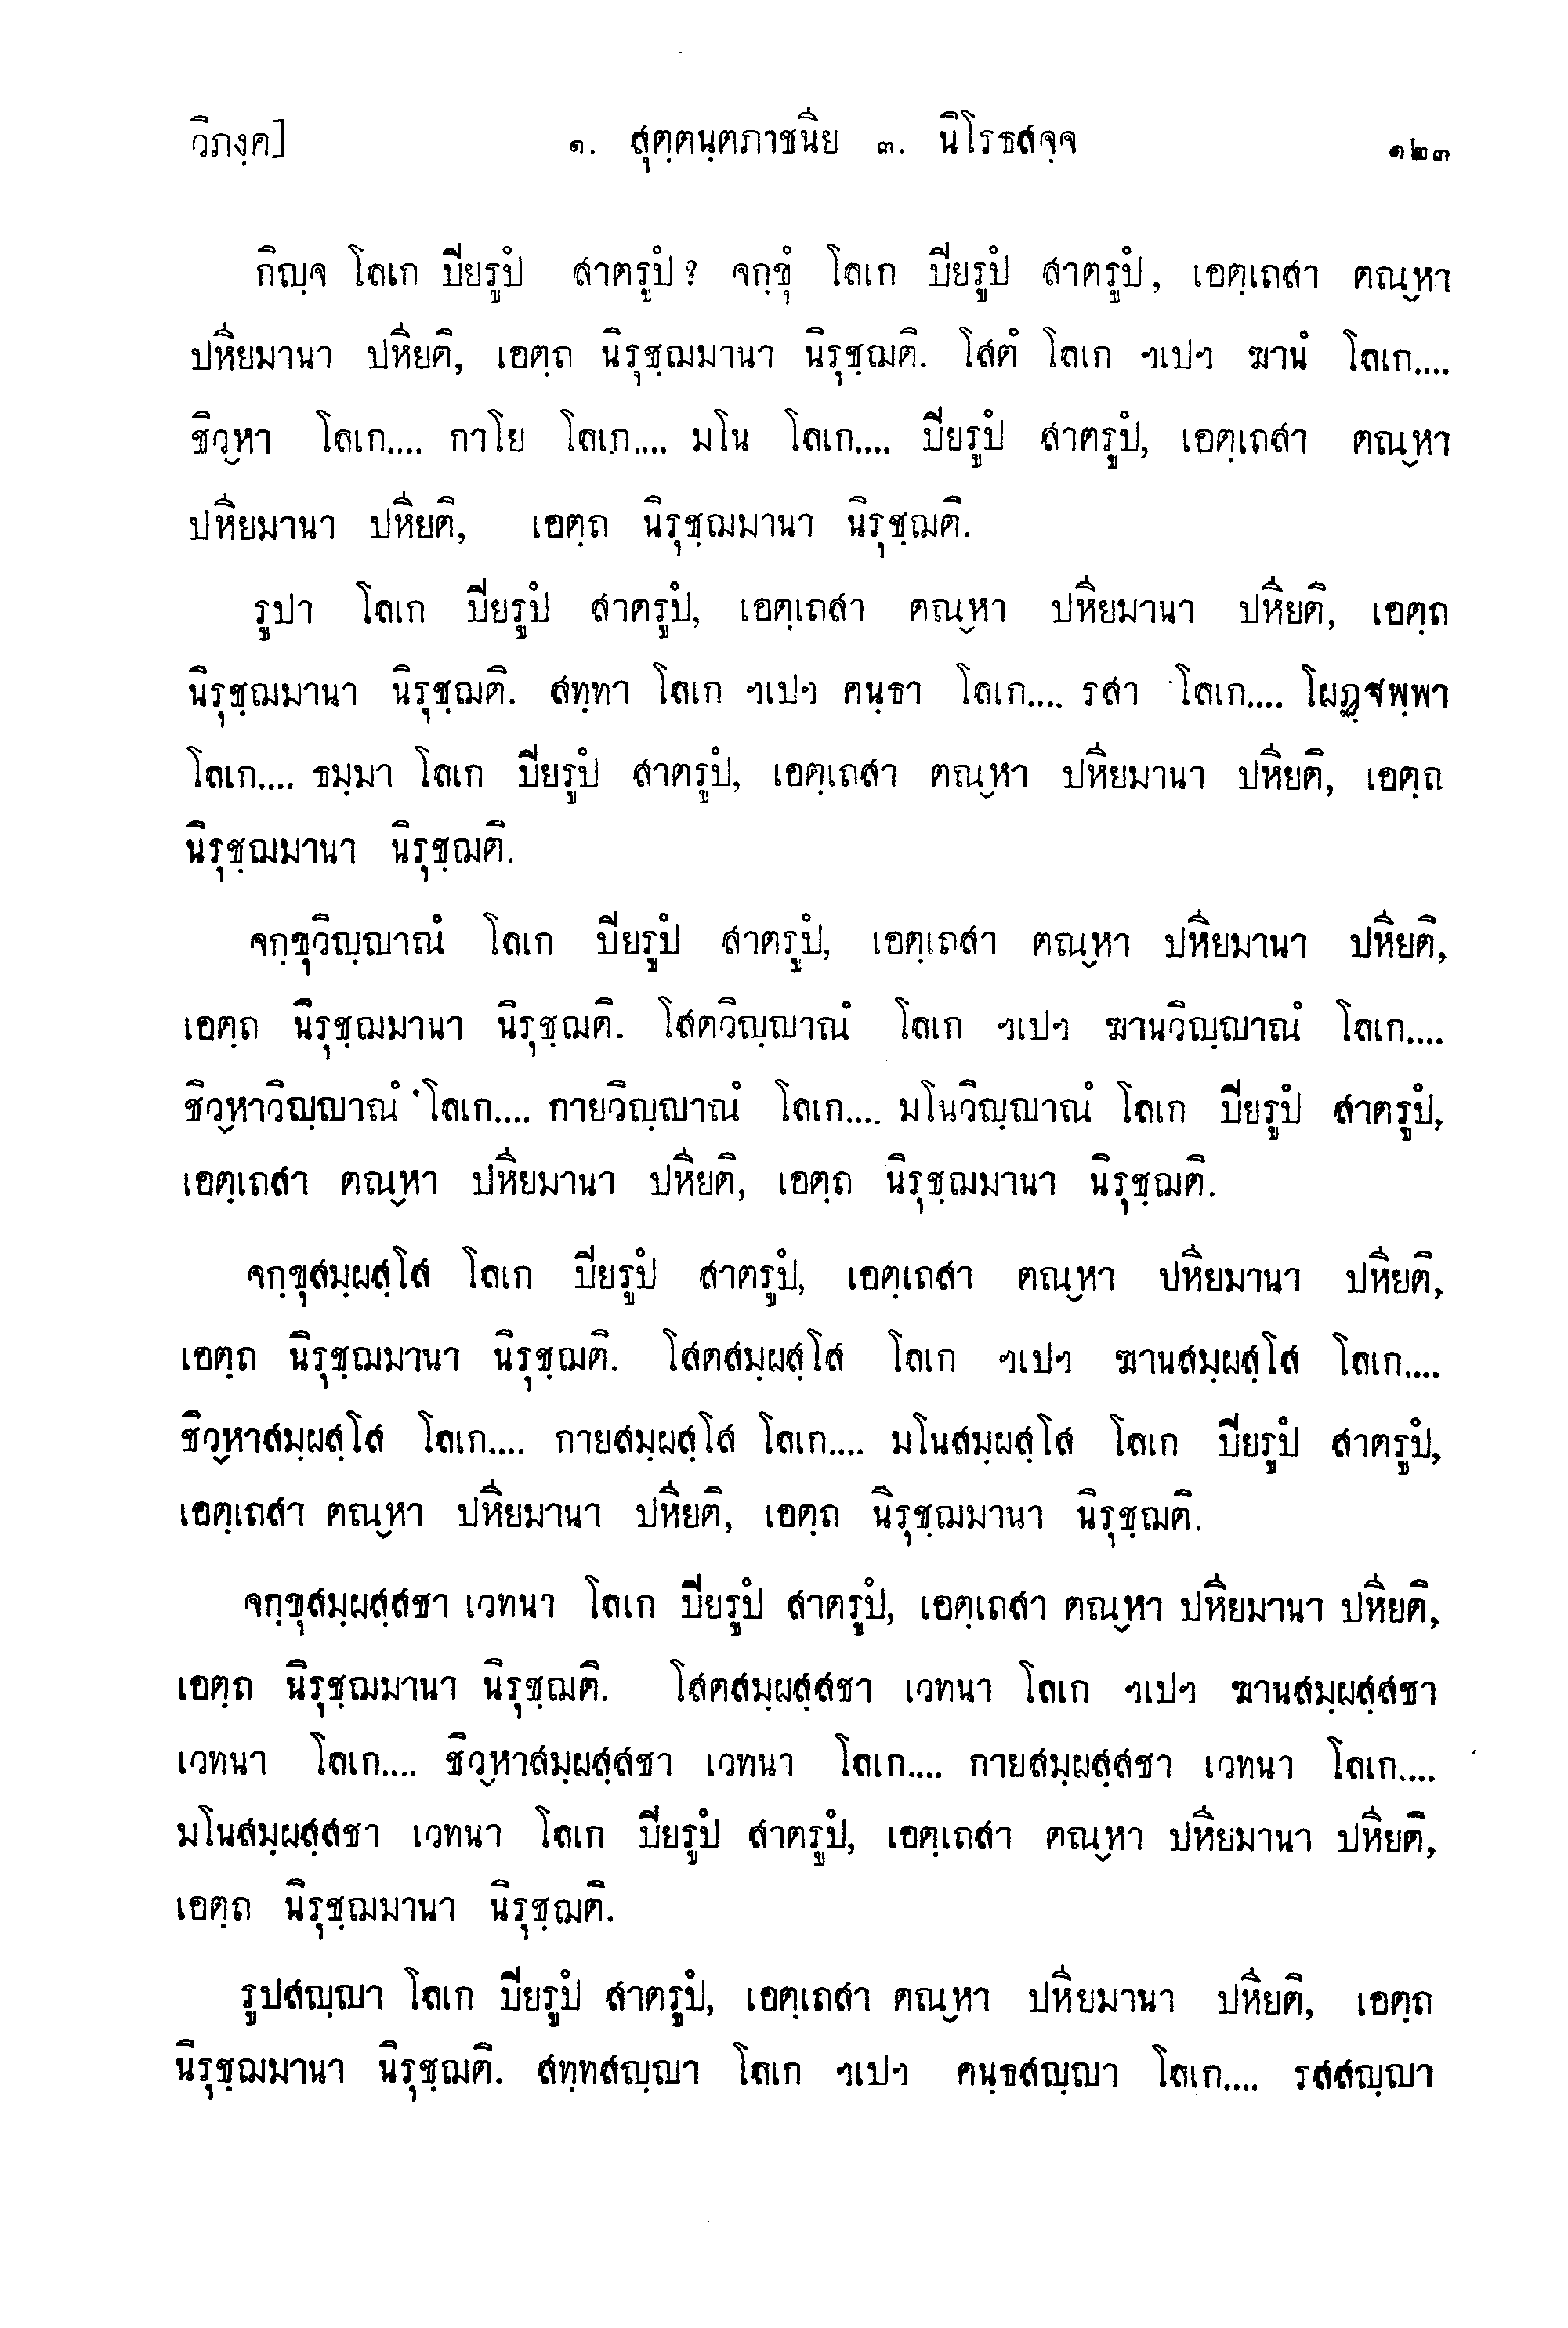 วิภงฺค]
๑. สุตฺตนฺตภาชนีย ๓. นิโรธสจฺจ
๑๒๓
กิญฺจ โลเก ปิยรูปํ สาตรูปํ? จกฺขุํ โลเก ปิยรูปํ สาตรูปํ, เอตฺเถสา ตณฺหา
ปหียมานา ปหียติ, เอตฺถ นิรุชฺฌมานา นิรุชฺฌติ. โสตํ โลเก ฯเปฯ ฆานํ โลเก....
ชิวฺหา โลเก.... กาโย โลเก.... มโน โลเก.... ปิยรูปํ สาตรูปํ, เอตฺเถสา ตณฺหา
ปหียมานา ปหียติ, เอตฺถ นิรุชฺฌมานา นิรุชฺฌติ.
รูปา โลเก ปิยรูปํ สาตรูปํ, เอตฺเถสา ตณฺหา ปหียมานา ปหียติ, เอตฺถ
นิรุชฺฌมานา นิรุชฺฌติ. สทฺทา โลเก ฯเปฯ คนฺธา โลเก.... รสา โลเก.... โผฏฺฐพฺพา
โลเก.... ธมฺมา โลเก ปิยรูปํ สาตรูปํ, เอตฺเถสา ตณฺหา ปหียมานา ปหียติ, เอตฺถ
นิรุชฺฌมานา นิรุชฺฌติ.
จกฺขุวิญฺญาณํ โลเก ปิยรูปํ สาตรูปํ, เอตฺเถสา ตณฺหา ปหียมานา ปหียติ,
เอตฺถ นิรุชฺฌมานา นิรุชฺฌติ. โสตวิญฺญาณํ โลเก ฯเปฯ ฆานวิญฺญาณํ โลเก....
ชิวฺหาวิญฺญาณํ โลเก.... กายวิญฺญาณํ โลเก.... มโนวิญฺญาณํ โลเก ปิยรูปํ สาตรูปํ,
เอตฺเถสา ตณฺหา ปหียมานา ปหียติ, เอตฺถ นิรุชฺฌมานา นิรุชฺฌติ.
จกฺขุสมฺผสฺโส โลเก ปิยรูปํ สาตรูปํ, เอตฺเถสา ตณฺหา ปหียมานา ปหียติ,
เอตฺถ นิรุชฺฌมานา นิรุชฺฌติ. โสตสมฺผสฺโส โลเก ฯเปฯ ฆานสมฺผสฺโส โลเก....
ชิวฺหาสมฺผสฺโส โลเก.... กายสมฺผสฺโส โลเก.... มโนสมฺผสฺโส โลเก ปิยรูปํ สาตรูปํ,
เอตฺเถสา ตณฺหา ปหียมานา ปหียติ, เอตฺถ นิรุชฺฌมานา นิรุชฺฌติ.
จกฺขุสมฺผสฺสชา เวทนา โลเก ปิยรูปํ สาตรูปํ, เอตฺเถสา ตณฺหา ปหียมานา ปหียติ,
เอตฺถ นิรุชฺฌมานา นิรุชฺฌติ. โสตสมฺผสฺสชา เวทนา โลเก ฯเปฯ ฆานสมฺผสฺสชา
เวทนา โลเก.... ชิวฺหาสมฺผสฺสชา เวทนา โลเก.... กายสมฺผสฺสชา เวทนา โลเก....
มโนสมฺผสฺสชา เวทนา โลเก ปิยรูปํ สาตรูปํ, เอตฺเถสา ตณฺหา ปหียมานา ปหียติ,
เอตฺถ นิรุชฺฌมานา นิรุชฺฌติ.
รูปสญฺญา โลเก ปิยรูปํ สาตรูปํ, เอตฺเถสา ตณฺหา ปหียมานา ปหียติ, เอตฺถ
นิรุชฺฌมานา นิรุชฺฌติ. สทฺทสญฺญา โลเก ฯเปฯ คนฺธสญฺญา โลเก.... รสสญฺญา